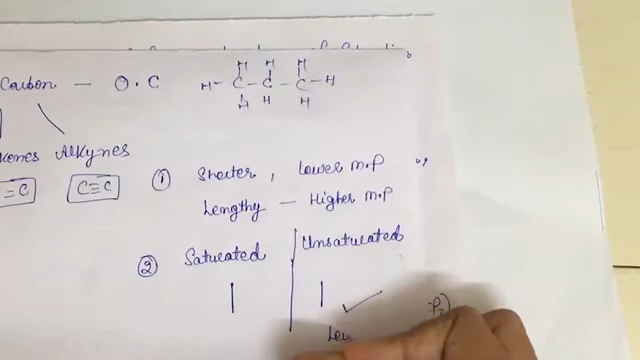 Carbon — O.C
H H H
H-C-C-C-H
H H H
Alkynes
=C C≡C
① Shorter, Lower m.p
Lengthy — Higher m.p
② Saturated | Unsaturated